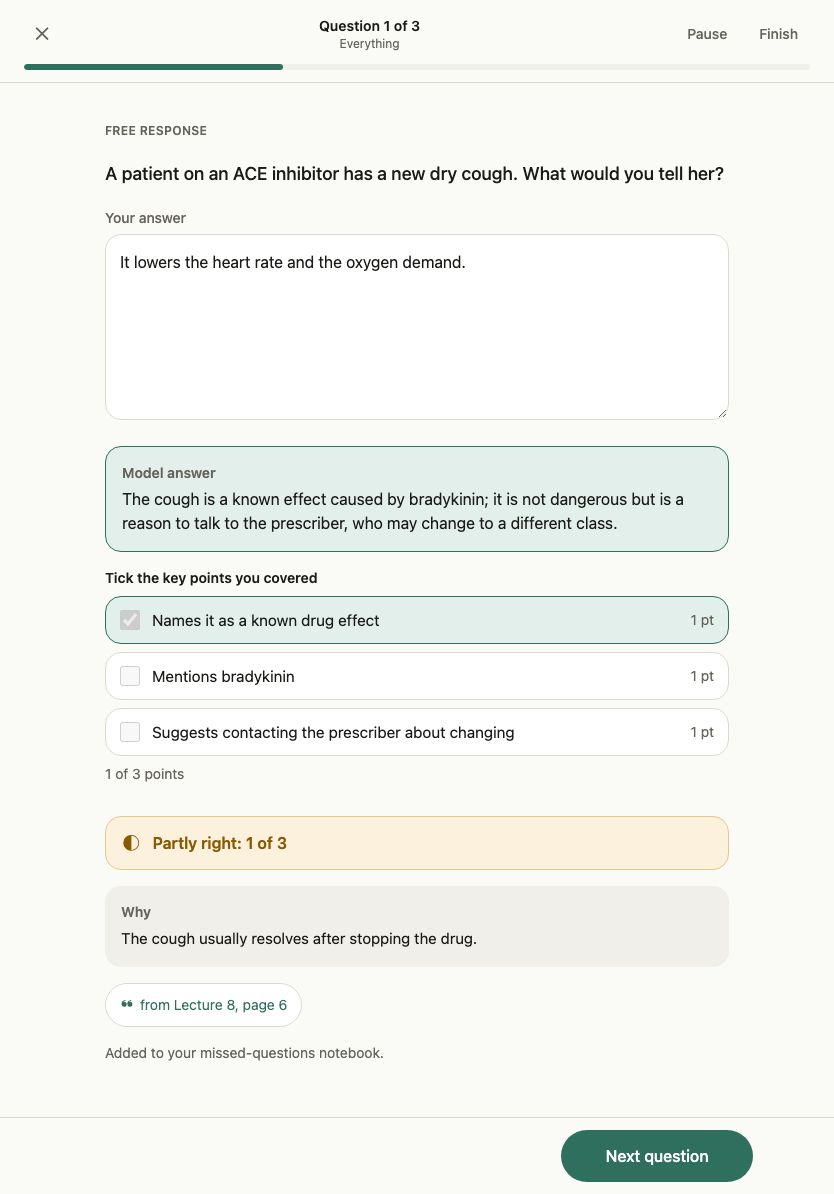 Question 1 of 3
Everything
Pause
Finish
FREE RESPONSE
A patient on an ACE inhibitor has a new dry cough. What would you tell her?
Your answer
It lowers the heart rate and the oxygen demand.
Model answer
The cough is a known effect caused by bradykinin; it is not dangerous but is a
reason to talk to the prescriber, who may change to a different class.
Tick the key points you covered
Names it as a known drug effect 1 pt
Mentions bradykinin 1 pt
Suggests contacting the prescriber about changing 1 pt
1 of 3 points
Partly right: 1 of 3
Why
The cough usually resolves after stopping the drug.
❝ from Lecture 8, page 6
Added to your missed-questions notebook.
Next question